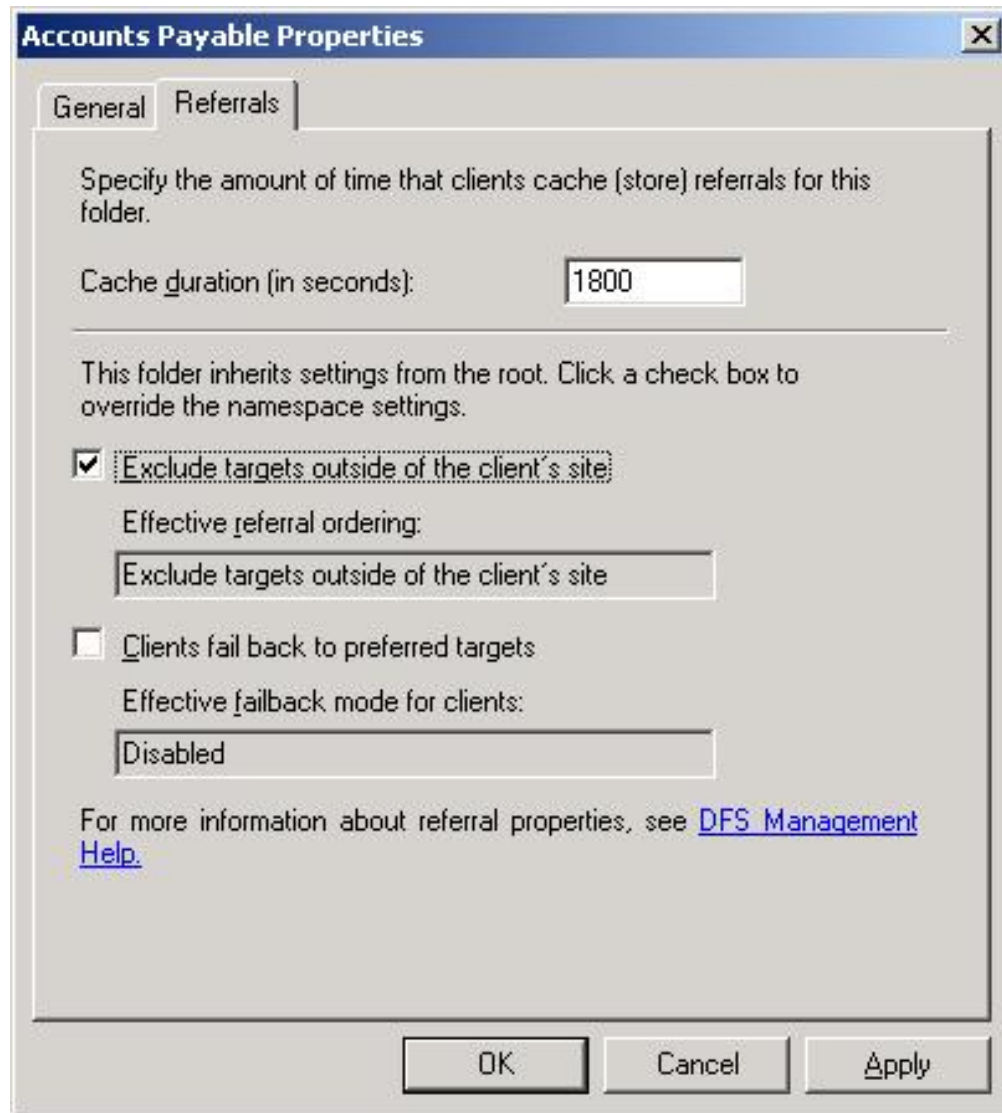 Accounts Payable Properties
General
Referrals
Specify the amount of time that clients cache (store) referrals for this
folder.
Cache duration (in seconds):
1800
This folder inherits settings from the root. Click a check box to
override the namespace settings.
Exclude targets outside of the client's site
Effective referral ordering:
Exclude targets outside of the client's site
Clients fail back to preferred targets
Effective failback mode for clients:
Disabled
For more information about referral properties, see DFS Management
Help.
OK
Cancel
Apply